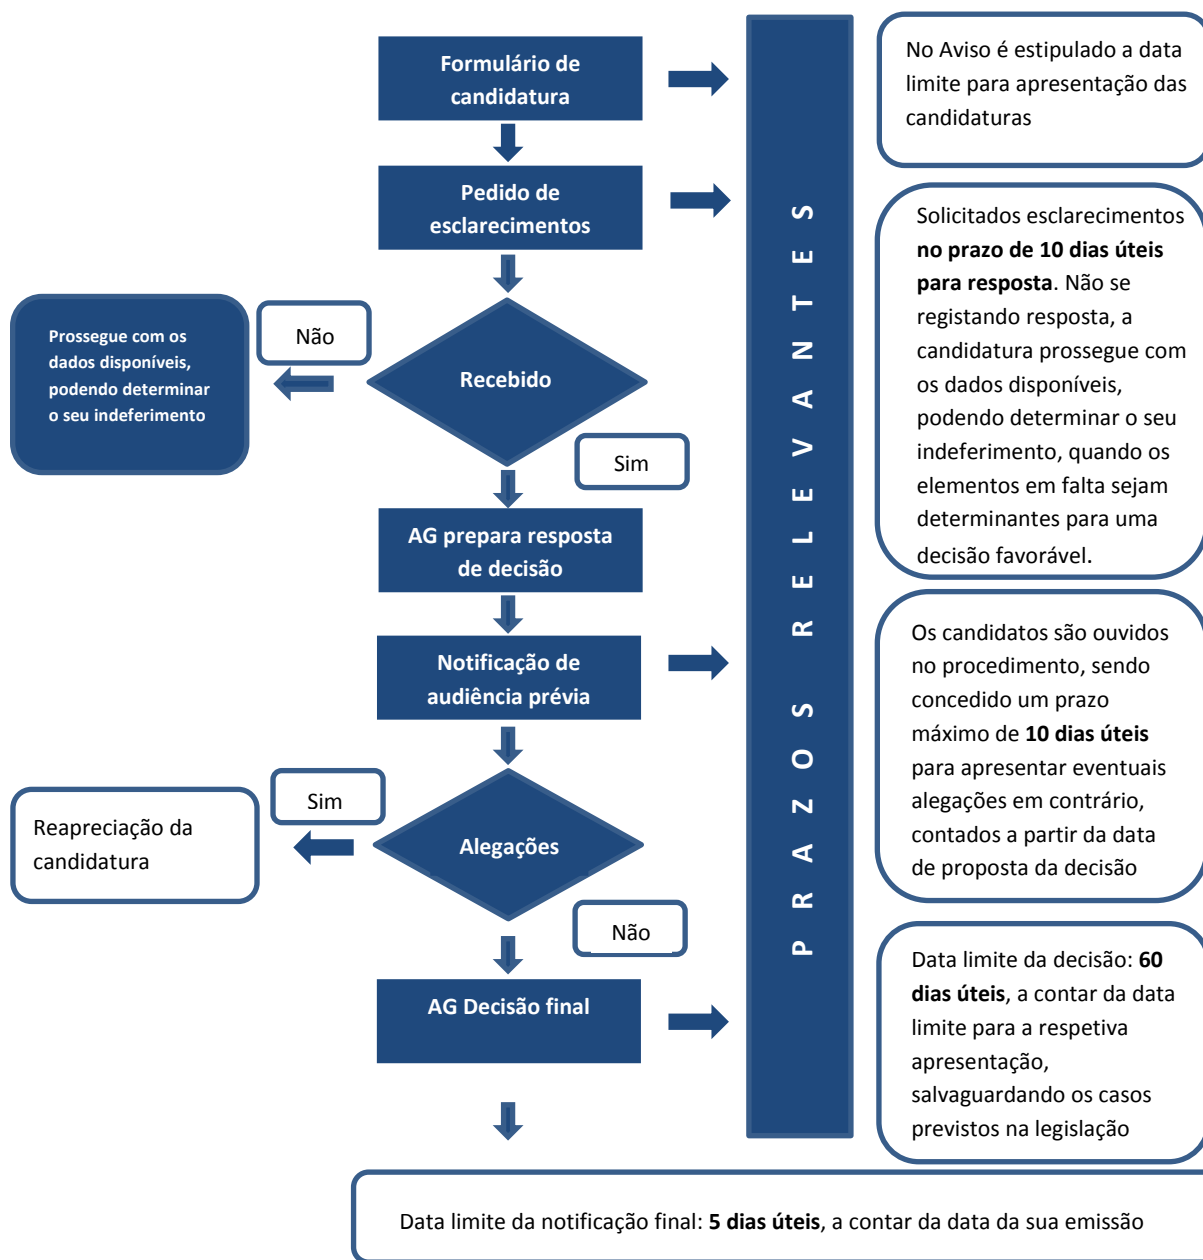 Formulário de
candidatura
No Aviso é estipulado a data
limite para apresentação das
candidaturas
Pedido de
esclarecimentos
Solicitados esclarecimentos
no prazo de 10 dias úteis
para resposta. Não se
registando resposta, a
candidatura prossegue com
os dados disponíveis,
podendo determinar o seu
indeferimento, quando os
elementos em falta sejam
determinantes para uma
decisão favorável.
Prossegue com os
dados disponíveis,
podendo determinar
o seu indeferimento
Não
Recebido
Sim
AG prepara resposta
de decisão
Notificação de
audiência prévia
Os candidatos são ouvidos
no procedimento, sendo
concedido um prazo
máximo de 10 dias úteis
para apresentar eventuais
alegações em contrário,
contados a partir da data
de proposta da decisão
Reapreciação da
candidatura
Sim
Alegações
Não
AG Decisão final
Data limite da decisão: 60
dias úteis, a contar da data
limite para a respetiva
apresentação,
salvaguardando os casos
previstos na legislação
PRAZOS RELEVANTES
Data limite da notificação final: 5 dias úteis, a contar da data da sua emissão